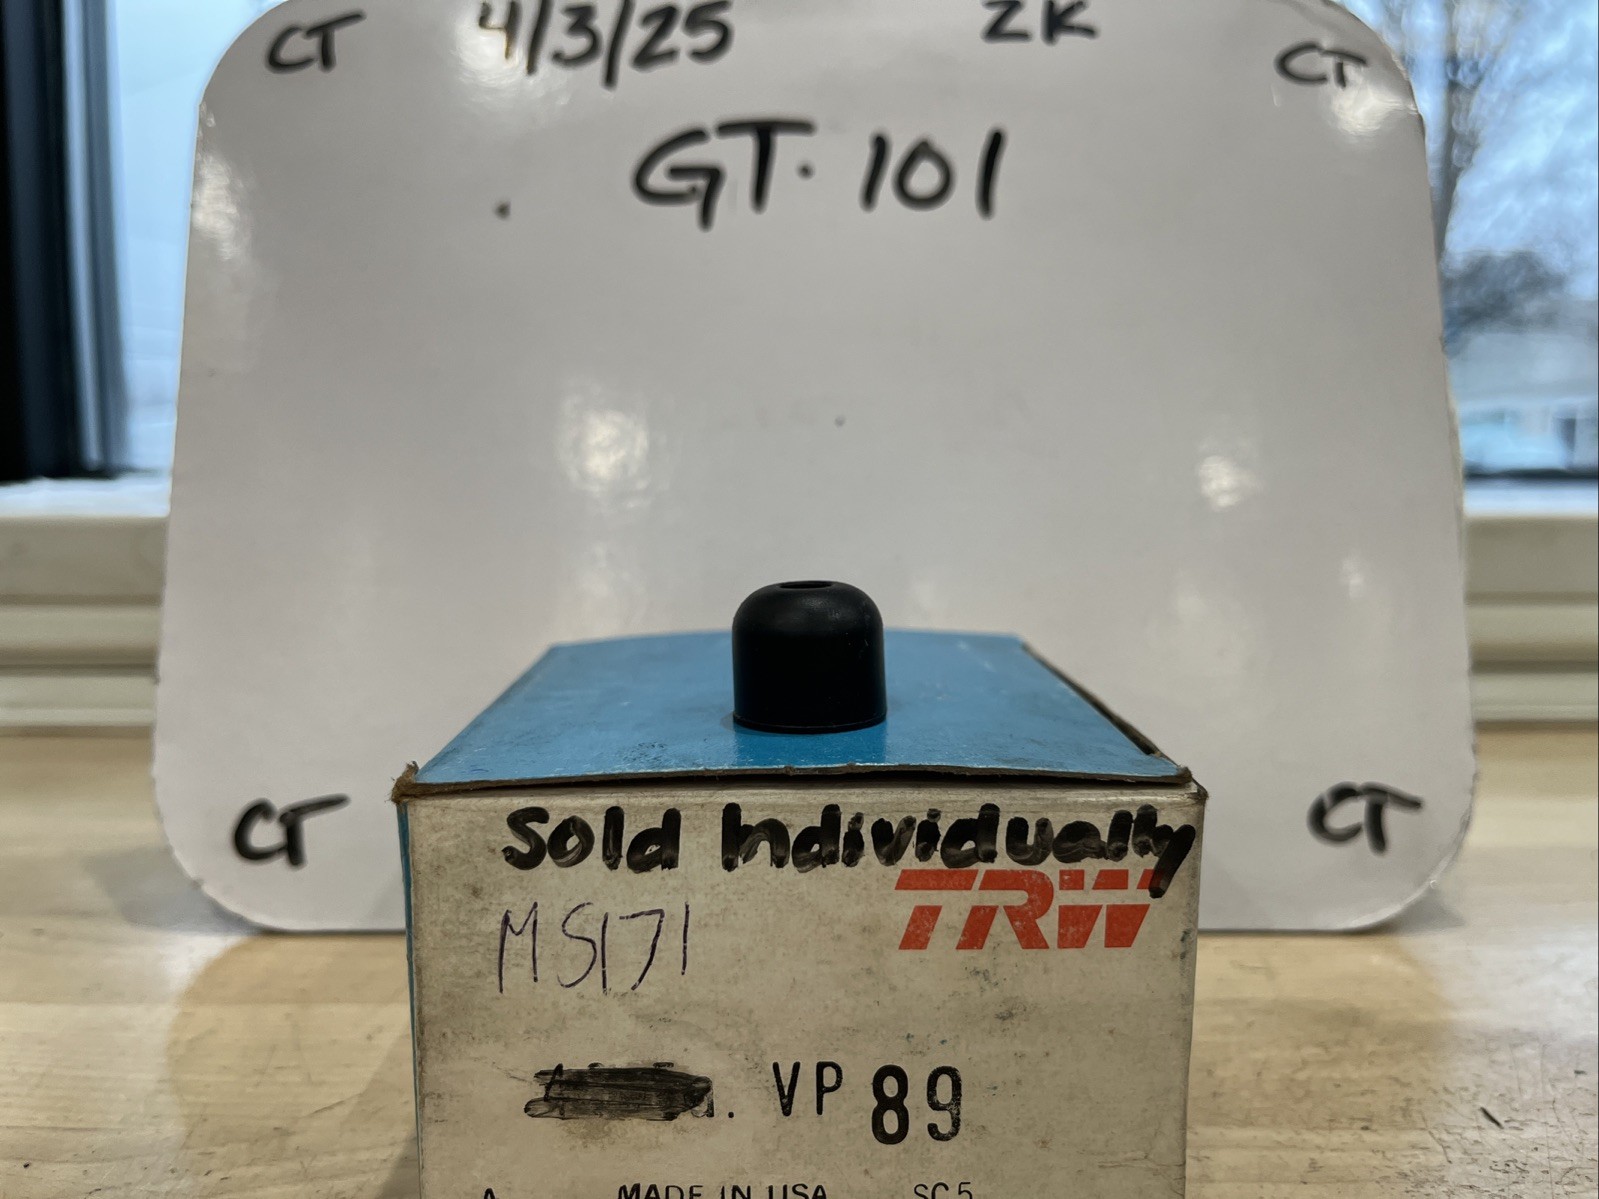 CT 4/3/25 ZK CT
GT. 101
CT CT
Sold Individually
TRW
MS171
. VP 89
MADE IN USA SC5